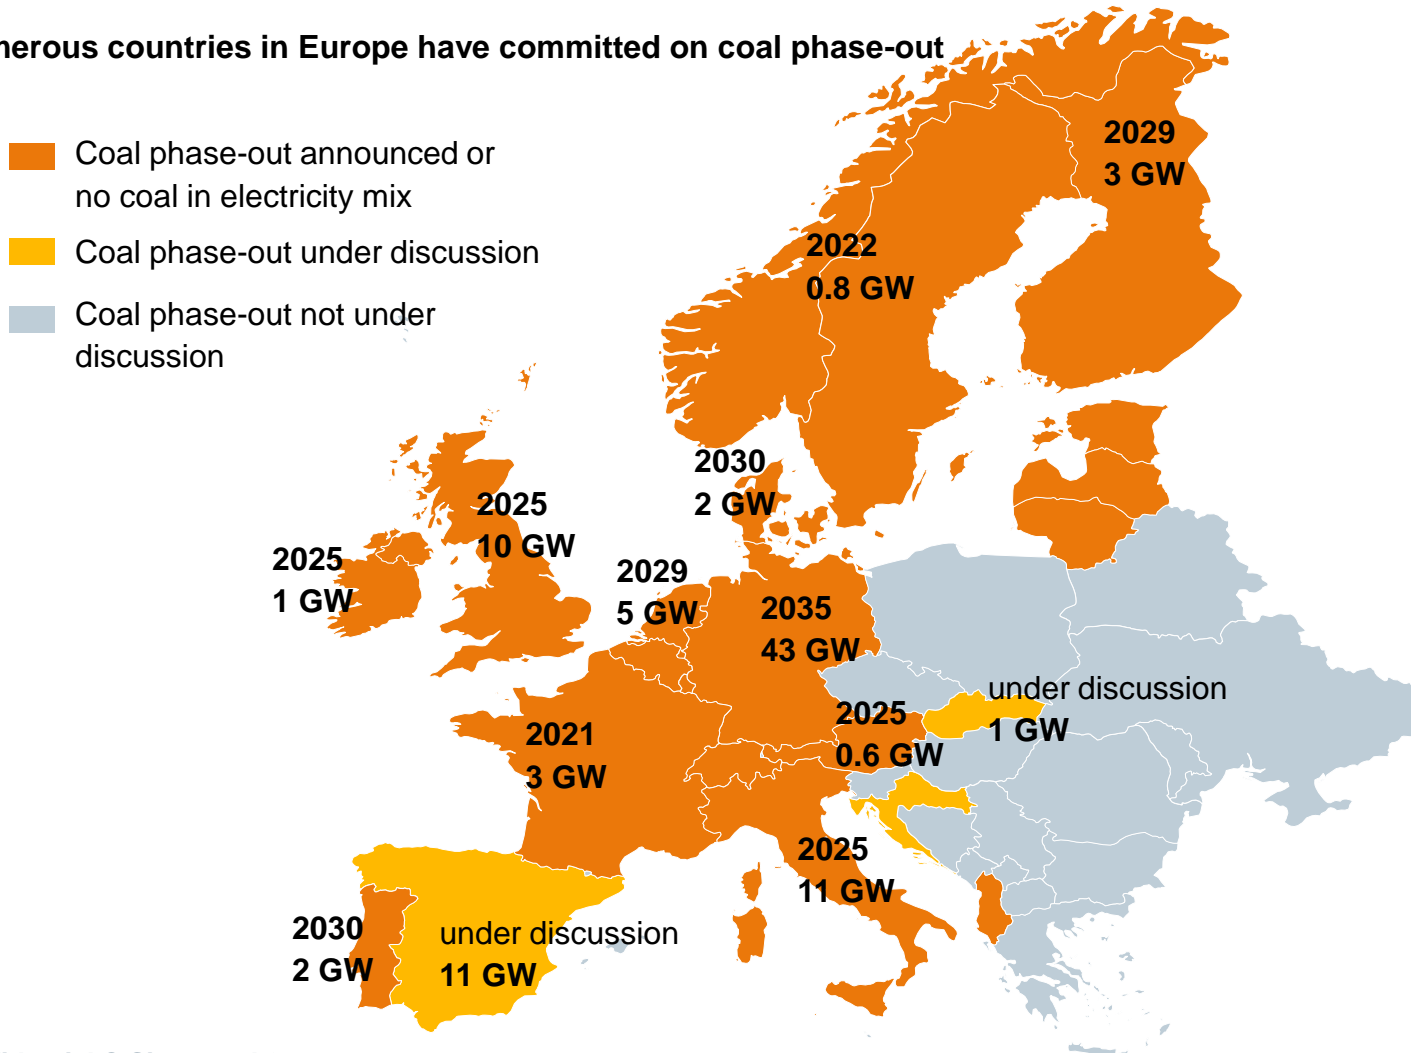 merous countries in Europe have committed on coal phase-out
Coal phase-out announced or
no coal in electricity mix
Coal phase-out under discussion
Coal phase-out not under
discussion
2029
3 GW
2022
0.8 GW
2030
2 GW
2025
10 GW
2025
1 GW
2029
5 GW
2035
43 GW
under discussion
1 GW
2025
0.6 GW
2021
3 GW
2025
11 GW
2030
2 GW
under discussion
11 GW